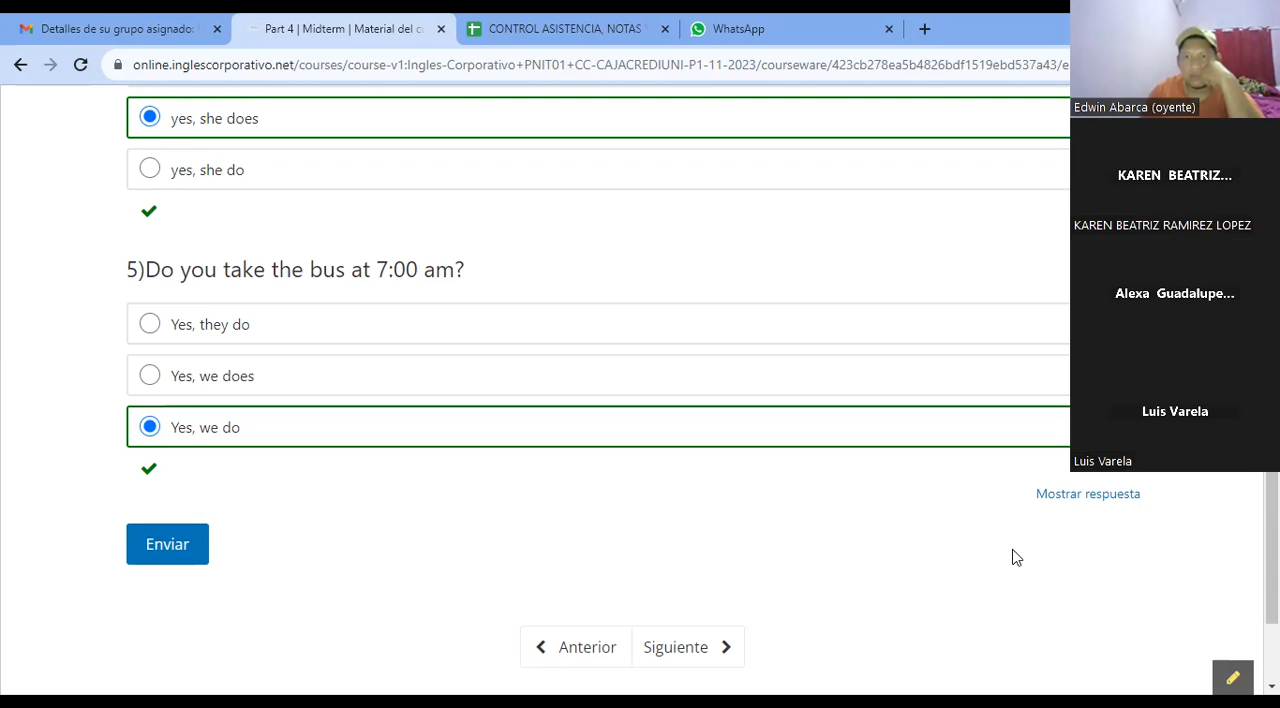 Detalles de su grupo asignado:
Part 4 | Midterm | Material del c
CONTROL ASISTENCIA, NOTAS
WhatsApp
online.inglescorporativo.net/courses/course-v1:Ingles-Corporativo+PNIT01+CC-CAJACREDIUNI-P1-11-2023/courseware/423cb278ea5b4826bdf1519ebd537a43/e
Edwin Abarca (oyente)
yes, she does
yes, she do
KAREN BEATRIZ...
KAREN BEATRIZ RAMIREZ LOPEZ
5)Do you take the bus at 7:00 am?
Alexa Guadalupe...
Yes, they do
Yes, we does
Luis Varela
Yes, we do
Luis Varela
Mostrar respuesta
Enviar
Anterior
Siguiente